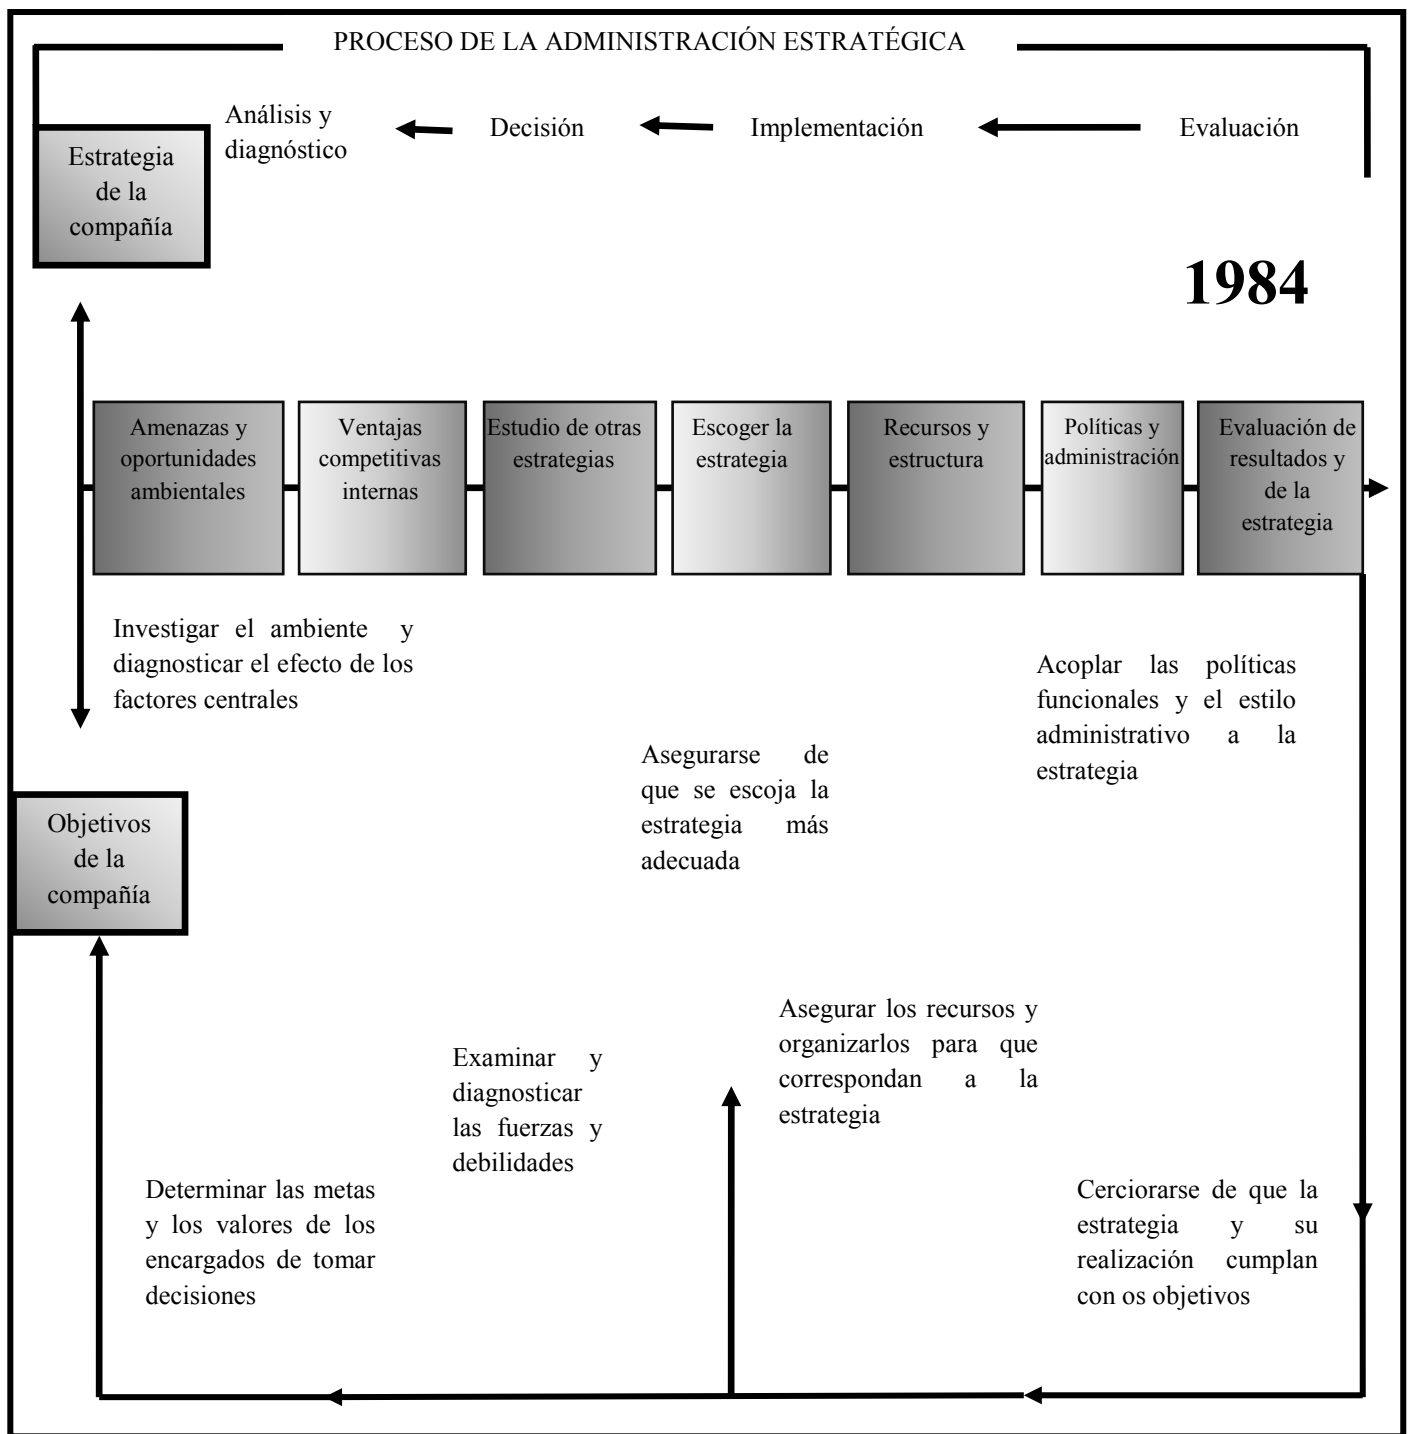 PROCESO DE LA ADMINISTRACIÓN ESTRATÉGICA
Análisis y
diagnóstico
Decisión
Implementación
Evaluación
Estrategia
de la
compañía
1984
Amenazas y
oportunidades
ambientales
Ventajas
competitivas
internas
Estudio de otras
estrategias
Escoger la
estrategia
Recursos y
estructura
Políticas y
administración
Evaluación de
resultados y
de la
estrategia
Investigar el ambiente y
diagnosticar el efecto de los
factores centrales
Acoplar las políticas
funcionales y el estilo
administrativo a la
estrategia
Asegurarse de
que se escoja la
estrategia más
adecuada
Objetivos
de la
compañía
Asegurar los recursos y
organizarlos para que
correspondan a la
estrategia
Examinar y
diagnosticar
las fuerzas y
debilidades
Determinar las metas
y los valores de los
encargados de tomar
decisiones
Cerciorarse de que la
estrategia y su
realización cumplan
con os objetivos